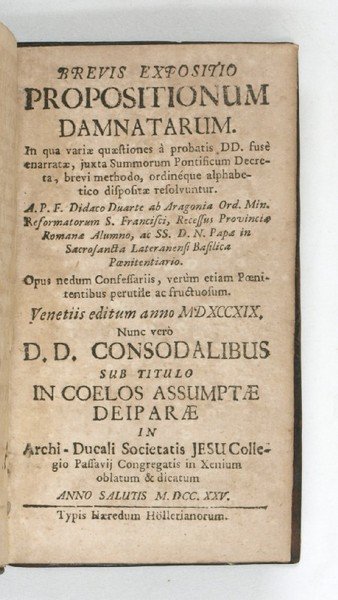 BREVIS EXPOSITIO
PROPOSITIONUM
DAMNATARUM.
In qua variæ quæstiones à probatis DD. fusè
enarratæ, juxta Summorum Pontificum Decre-
ta, brevi methodo, ordinéque alphabe-
tico dispositæ resolvuntur.
A. P. F. Didaco Duarte ab Aragonia Ord. Min.
Reformatorum S. Francisci, Recessus Provinciæ
Romanæ Alumno, ac SS. D. N. Papæ in
Sacrosancta Lateranensi Basilica
Pœnitentiario.
Opus nedum Confessariis, verùm etiam Pœni-
tentibus perutile ac fructuosum.
Venetiis editum anno MDCCXIX.
Nunc verò
D. D. CONSODALIBUS
SUB TITULO
IN COELOS ASSUMPTÆ
DEIPARÆ
IN
Archi-Ducali Societatis JESU Colle-
gio Passavij Congregatis in Xenium
oblatum & dicatum
ANNO SALUTIS M. DCC. XXV.
Typis Hæredum Höllerianorum.